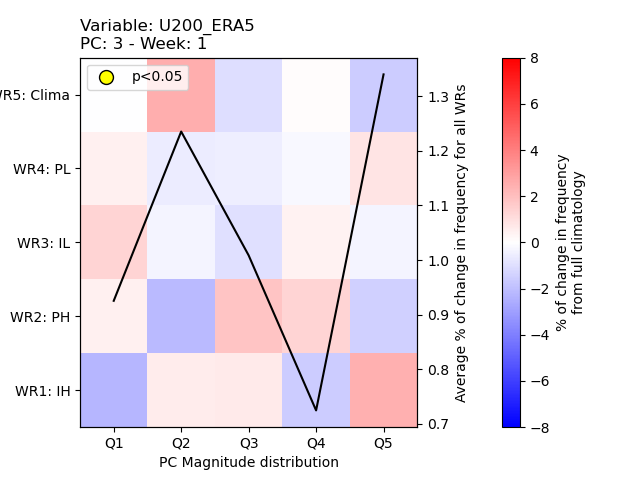 Variable: U200_ERA5
PC: 3 - Week: 1
p<0.05
WR5: Clima
WR4: PL
WR3: IL
WR2: PH
WR1: IH
Q1 Q2 Q3 Q4 Q5
PC Magnitude distribution
1.3
1.2
1.1
1.0
0.9
0.8
0.7
Average % of change in frequency for all WRs
8
6
4
2
0
−2
−4
−6
−8
% of change in frequency
from full climatology